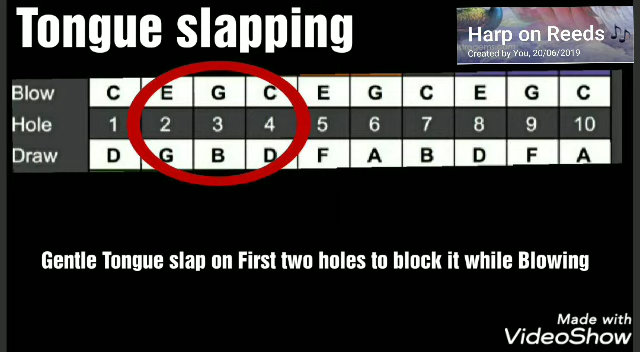 Tongue slapping
Harp on Reeds
Created by You, 20/06/2019
Blow C E G C E G C E G C
Hole 1 2 3 4 5 6 7 8 9 10
Draw D G B D F A B D F A
Gentle Tongue slap on First two holes to block it while Blowing
Made with
VideoShow